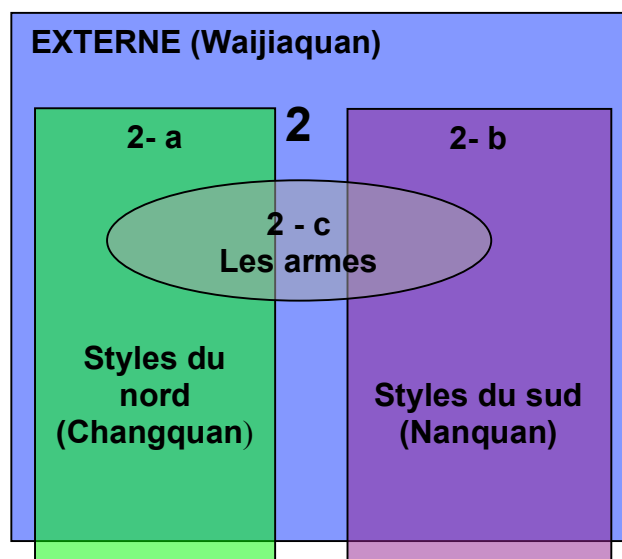 EXTERNE (Waijiaquan)
2
2- a
2- b
2 - c
Les armes
Styles du
nord
(Changquan)
Styles du sud
(Nanquan)